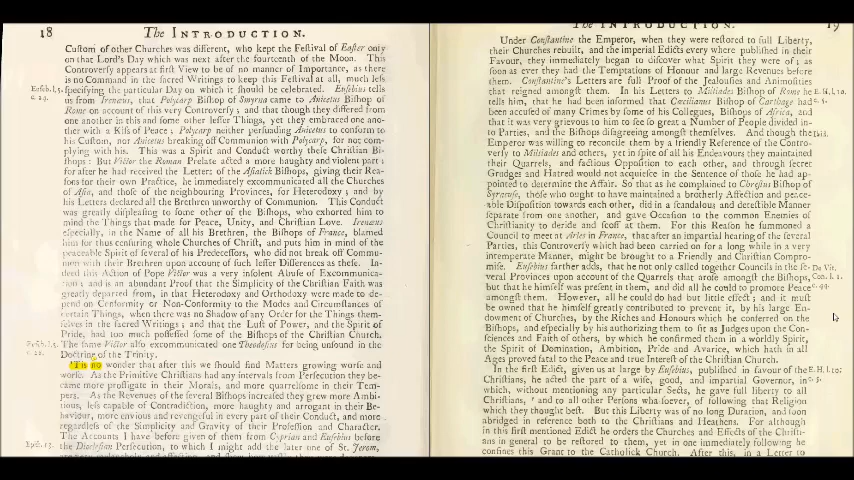 18
The INTRODUCTION.
Custom of other Churches was different, who kept the Festival of Easter only
on that Lord's Day which was next after the fourteenth of the Moon. This
Controversy appears at first View to be of no manner of Importance, as there
is no Command in the sacred Writings to keep this Festival at all, much less
Euseb. l. 5. specifying the particular Day on which it should be celebrated. Eusebius tells
c. 23. us from Irenæus, that Polycarp Bishop of Smyrna came to Anicetus Bishop of
Rome on account of this very Controversy; and that though they differed from
one another in this and some other lesser Things, yet they embraced one ano-
ther with a Kiss of Peace; Polycarp neither persuading Anicetus to conform to
his Custom, nor Anicetus breaking off Communion with Polycarp, for not com-
plying with his. This was a Spirit and Conduct worthy these Christian Bi-
shops: But Victor the Roman Prelate acted a more haughty and violent part;
for after he had received the Letters of the Asiatick Bishops, giving their Rea-
sons for their own Practice, he immediately excommunicated all the Churches
of Asia, and those of the neighbouring Provinces, for Heterodoxy; and by
his Letters declared all the Brethren unworthy of Communion. This Conduct
was greatly displeasing to some other of the Bishops, who exhorted him to
mind the Things that made for Peace, Unity, and Christian Love. Irenæus
especially, in the Name of all his Brethren, the Bishops of France, blamed
him for thus censuring whole Churches of Christ, and puts him in mind of the
peaceable Spirit of several of his Predecessors, who did not break off Commu-
nion with their Brethren upon account of such lesser Differences as these. In-
deed this Action of Pope Victor was a very insolent Abuse of Excommunica-
tion; and is an abundant Proof that the Simplicity of the Christian Faith was
greatly departed from, in that Heterodoxy and Orthodoxy were made to de-
pend on Conformity or Non-Conformity to the Modes and Circumstances of
certain Things, when there was no Shadow of any Order for the Things them-
selves in the sacred Writings; and that the Lust of Power, and the Spirit of
Pride, had too much possessed some of the Bishops of the Christian Church.
The same Victor also excommunicated one Theodosius for being unsound in the
Doctrine of the Trinity.
'Tis no wonder that after this we should find Matters growing worse and
worse. As the Primitive Christians had any intervals from Persecution they be-
came more profligate in their Morals, and more quarrelsome in their Tem-
pers. As the Revenues of the several Bishops increased they grew more Ambi-
tious, less capable of Contradiction, more haughty and arrogant in their Be-
haviour, more envious and revengeful in every part of their Conduct, and more
regardless of the Simplicity and Gravity of their Profession and Character.
The Accounts I have before given of them from Cyprian and Eusebius before
the Dioclesian Persecution, to which I might add the later one of St. Jerom,
The INTRODUCTION.
19
Under Constantine the Emperor, when they were restored to full Liberty,
their Churches rebuilt, and the imperial Edicts every where published in their
Favour, they immediately began to discover what Spirit they were of; as
soon as ever they had the Temptations of Honour and large Revenues before
them. Constantine's Letters are full Proof of the Jealousies and Animosities
that reigned amongst them. In his Letters to Miltiades Bishop of Rome he E. H. l. 10.
tells him, that he had been informed that Cæcilianus Bishop of Carthage had c. 5.
been accused of many Crimes by some of his Collegues, Bishops of Africa, and
that it was very grievous to him to see so great a Number of People divided in-
to Parties, and the Bishops disagreeing amongst themselves. And though the Ibid.
Emperor was willing to reconcile them by a friendly Reference of the Contro-
versy to Miltiades and others, yet in spite of all his Endeavours they maintained
their Quarrels, and factious Opposition to each other, and through secret
Grudges and Hatred would not acquiesce in the Sentence of those he had ap-
pointed to determine the Affair. So that as he complained to Chrestus Bishop of
Syracuse, those who ought to have maintained a brotherly Affection and peace-
able Disposition towards each other, did in a scandalous and detestable Manner
separate from one another, and gave Occasion to the common Enemies of
Christianity to deride and scoff at them. For this Reason he summoned a
Council to meet at Arles in France, that after an impartial hearing of the several
Parties, this Controversy which had been carried on for a long while in a very
intemperate Manner, might be brought to a Friendly and Christian Compro-
mise. Eusebius farther adds, that he not only called together Councils in the se- De Vit.
veral Provinces upon account of the Quarrels that arose amongst the Bishops, Con. l. 1.
but that he himself was present in them, and did all he could to promote Peace c. 44.
amongst them. However, all he could do had but little effect; and it must
be owned that he himself greatly contributed to prevent it, by his large En-
dowment of Churches, by the Riches and Honours which he conferred on the
Bishops, and especially by his authorizing them to sit as Judges upon the Con-
sciences and Faith of others, by which he confirmed them in a worldly Spirit,
the Spirit of Domination, Ambition, Pride and Avarice, which hath in all
Ages proved fatal to the Peace and true Interest of the Christian Church.
In the first Edict, given us at large by Eusebius, published in favour of the E. H. l. 10.
Christians, he acted the part of a wise, good, and impartial Governor, in c. 5.
which, without mentioning any particular Sects, he gave full liberty to all
Christians, ' and to all other Persons whatsoever, of following that Religion
which they thought best. But this Liberty was of no long Duration, and soon
abridged in reference both to the Christians and Heathens. For although
in this first mentioned Edict he orders the Churches and Effects of the Christi-
ans in general to be restored to them, yet in one immediately following he
confines this Grant to the Catholick Church. After this, in a Letter to